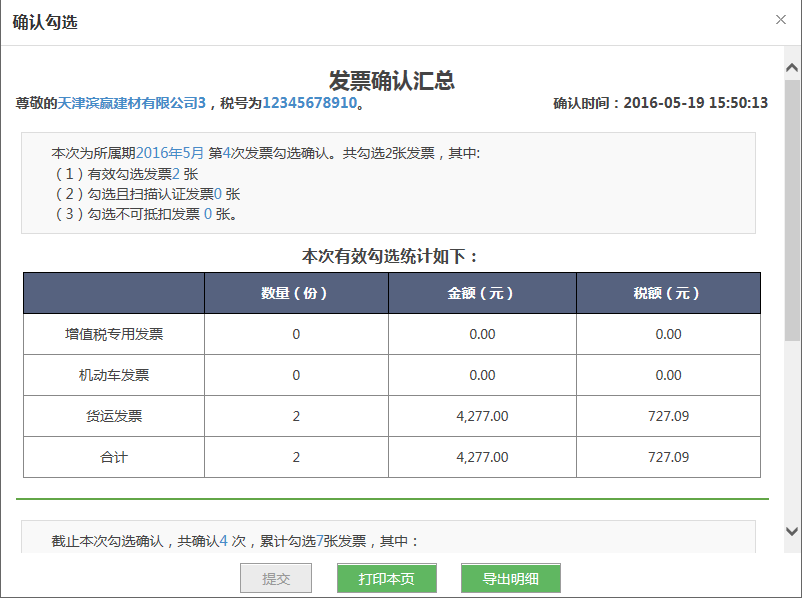 确认勾选
发票确认汇总
尊敬的天津滨赢建材有限公司3，税号为12345678910。 确认时间：2016-05-19 15:50:13
本次为所属期2016年5月 第4次发票勾选确认。共勾选2张发票，其中:
（1）有效勾选发票2 张
（2）勾选且扫描认证发票0 张
（3）勾选不可抵扣发票 0 张。
本次有效勾选统计如下：
数量（份） 金额（元） 税额（元）
增值税专用发票 0 0.00 0.00
机动车发票 0 0.00 0.00
货运发票 2 4,277.00 727.09
合计 2 4,277.00 727.09
截止本次勾选确认，共确认4 次，累计勾选7张发票，其中：
提交 打印本页 导出明细